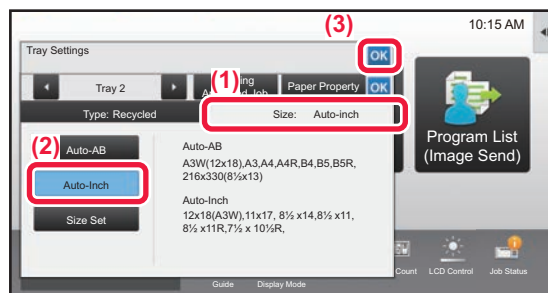 (3)
10:15 AM
Tray Settings
OK
(1)
Tray 2
Paper Property
OK
Type: Recycled
Size: Auto-inch
(2)
Auto-AB
Auto-Inch
Size Set
Auto-AB
A3W(12x18),A3,A4,A4R,B4,B5,B5R,
216x330(8½x13)
Auto-Inch
12x18(A3W),11x17, 8½ x14,8½ x11,
8½ x11R,7½ x 10½R,
Program List
(Image Send)
Count
LCD Control
Job Status
Guide
Display Mode